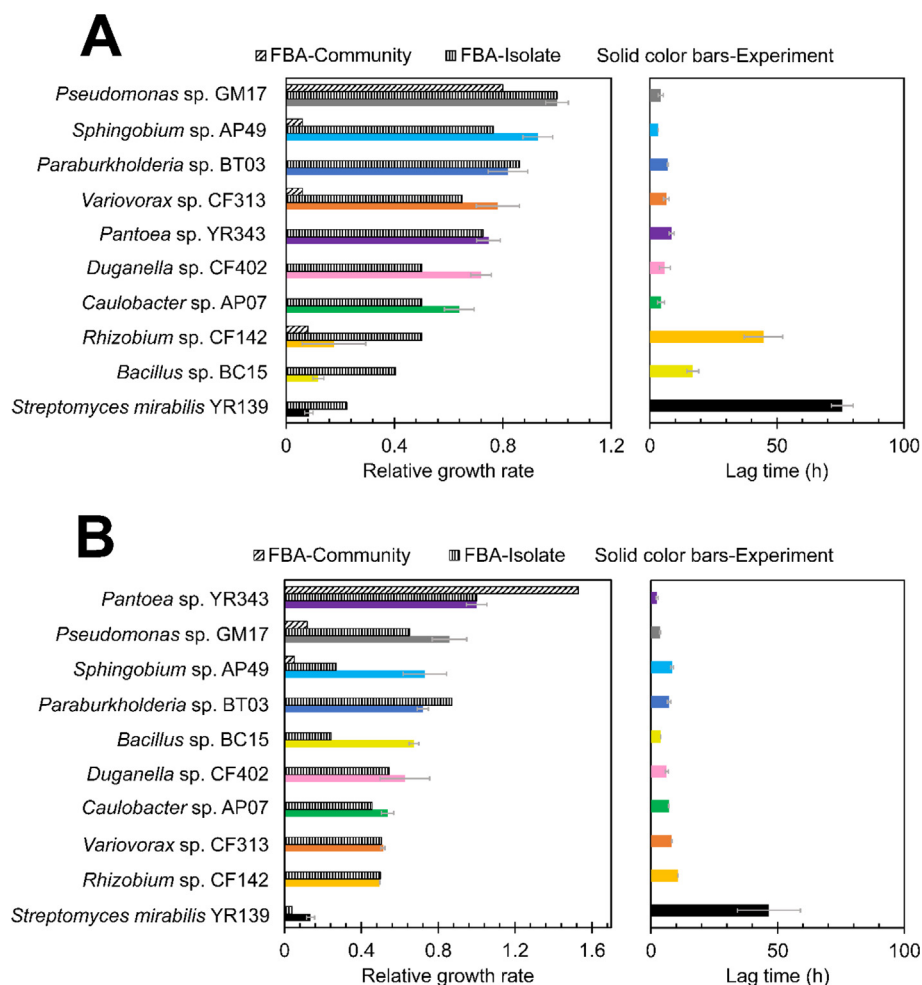 A
FBA-Community FBA-Isolate Solid color bars-Experiment
Pseudomonas sp. GM17
Sphingobium sp. AP49
Paraburkholderia sp. BT03
Variovorax sp. CF313
Pantoea sp. YR343
Duganella sp. CF402
Caulobacter sp. AP07
Rhizobium sp. CF142
Bacillus sp. BC15
Streptomyces mirabilis YR139
0 0.4 0.8 1.2 0 100
Relative growth rate Lag time (h)
B
FBA-Community FBA-Isolate Solid color bars-Experiment
Pantoea sp. YR343
Pseudomonas sp. GM17
Sphingobium sp. AP49
Paraburkholderia sp. BT03
Bacillus sp. BC15
Duganella sp. CF402
Caulobacter sp. AP07
Variovorax sp. CF313
Rhizobium sp. CF142
Streptomyces mirabilis YR139
0 0.4 0.8 1.2 1.6 0 100
Relative growth rate Lag time (h)